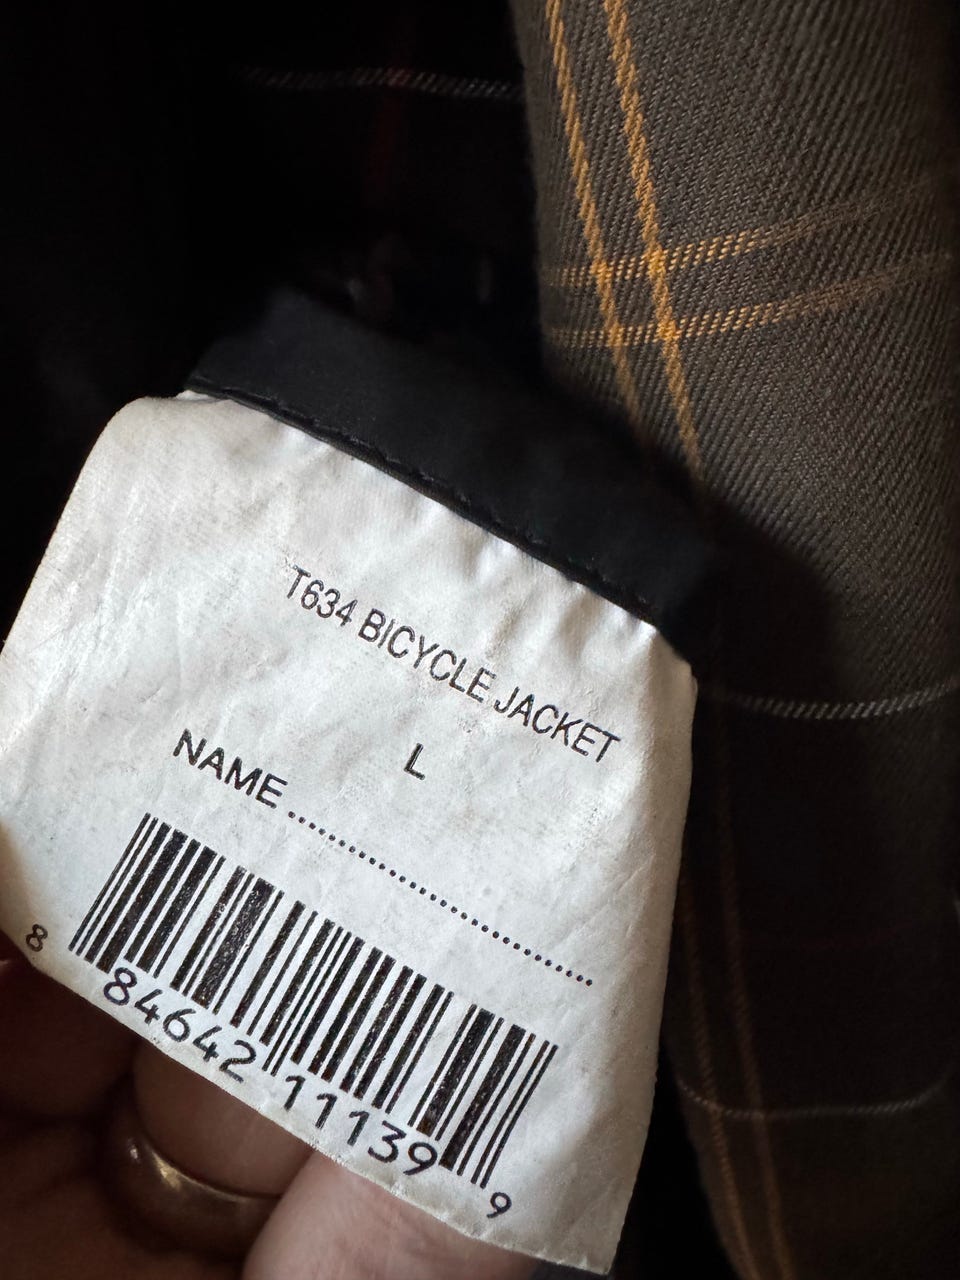 T634 BICYCLE JACKET
L
NAME ........................................
8 84642 11139 9